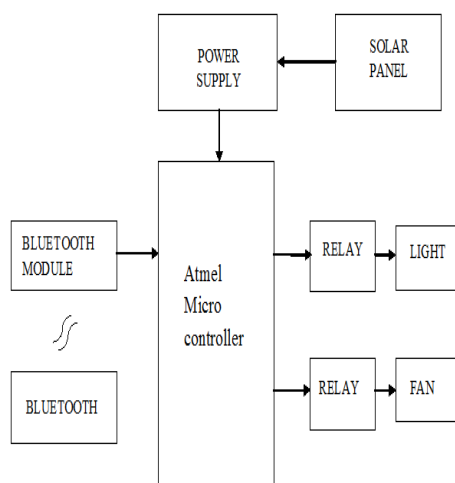 POWER
SUPPLY
SOLAR
PANEL
BLUETOOTH
MODULE
Atmel
Micro
controller
RELAY
LIGHT
BLUETOOTH
RELAY
FAN